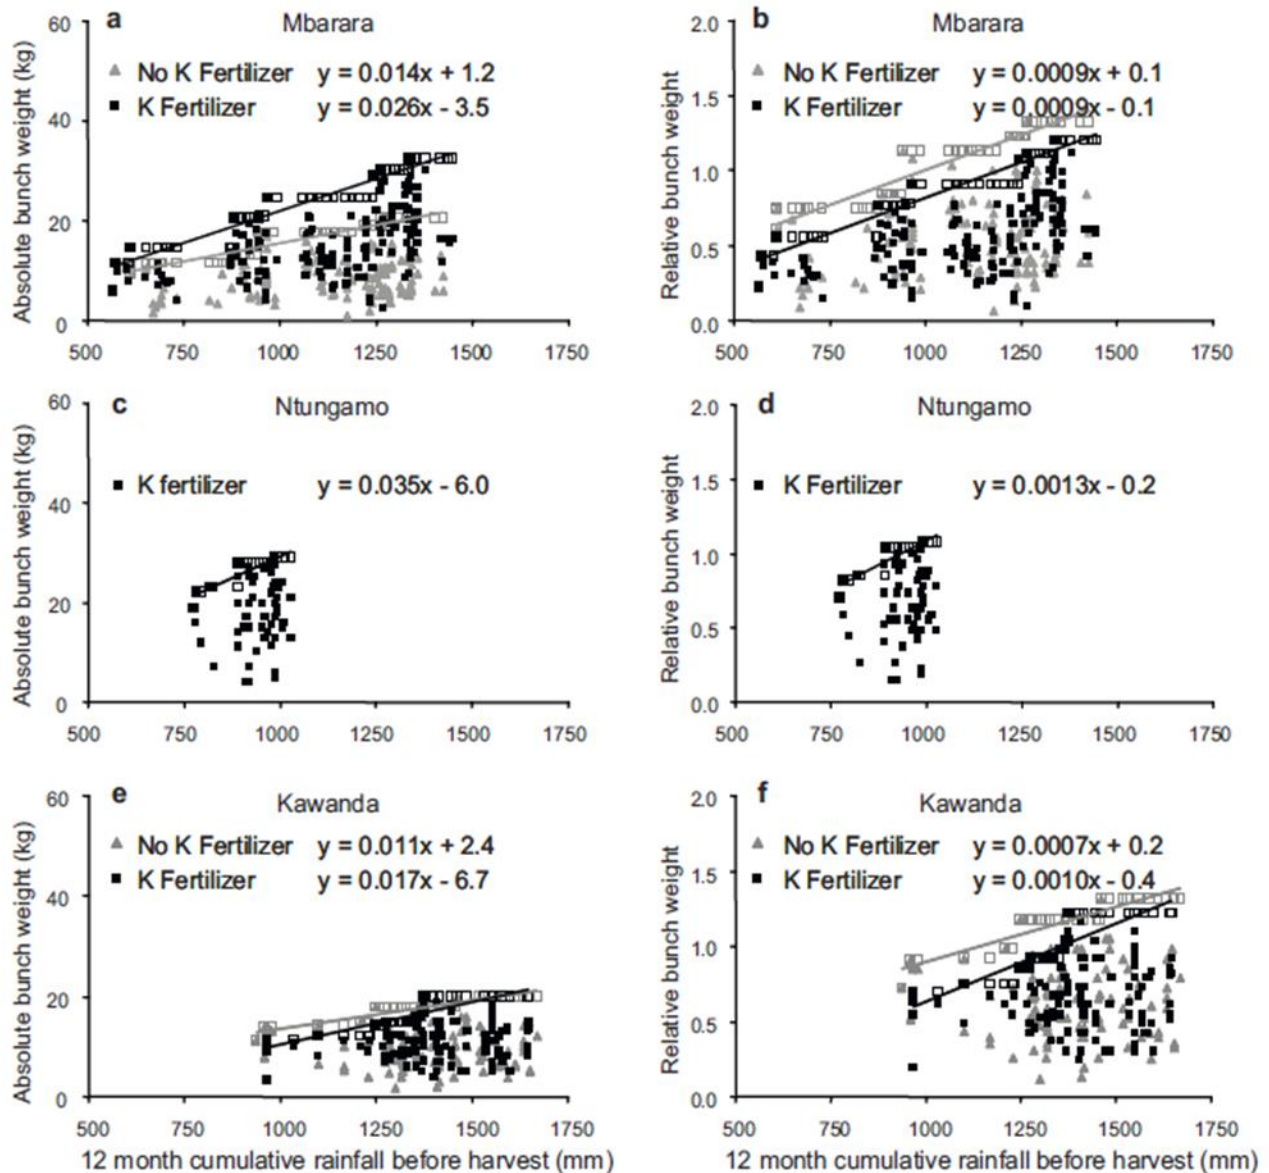 a Mbarara
No K Fertilizer y = 0.014x + 1.2
K Fertilizer y = 0.026x - 3.5
Absolute bunch weight (kg)
60
40
20
0
500 750 1000 1250 1500 1750
b Mbarara
No K Fertilizer y = 0.0009x + 0.1
K Fertilizer y = 0.0009x - 0.1
Relative bunch weight
2.0
1.5
1.0
0.5
0.0
500 750 1000 1250 1500 1750
c Ntungamo
K fertilizer y = 0.035x - 6.0
Absolute bunch weight (kg)
60
40
20
0
500 750 1000 1250 1500 1750
d Ntungamo
K Fertilizer y = 0.0013x - 0.2
Relative bunch weight
2.0
1.5
1.0
0.5
0.0
500 750 1000 1250 1500 1750
e Kawanda
No K Fertilizer y = 0.011x + 2.4
K Fertilizer y = 0.017x - 6.7
Absolute bunch weight (kg)
60
40
20
0
500 750 1000 1250 1500 1750
12 month cumulative rainfall before harvest (mm)
f Kawanda
No K Fertilizer y = 0.0007x + 0.2
K Fertilizer y = 0.0010x - 0.4
Relative bunch weight
2.0
1.5
1.0
0.5
0.0
500 750 1000 1250 1500 1750
12 month cumulative rainfall before harvest (mm)